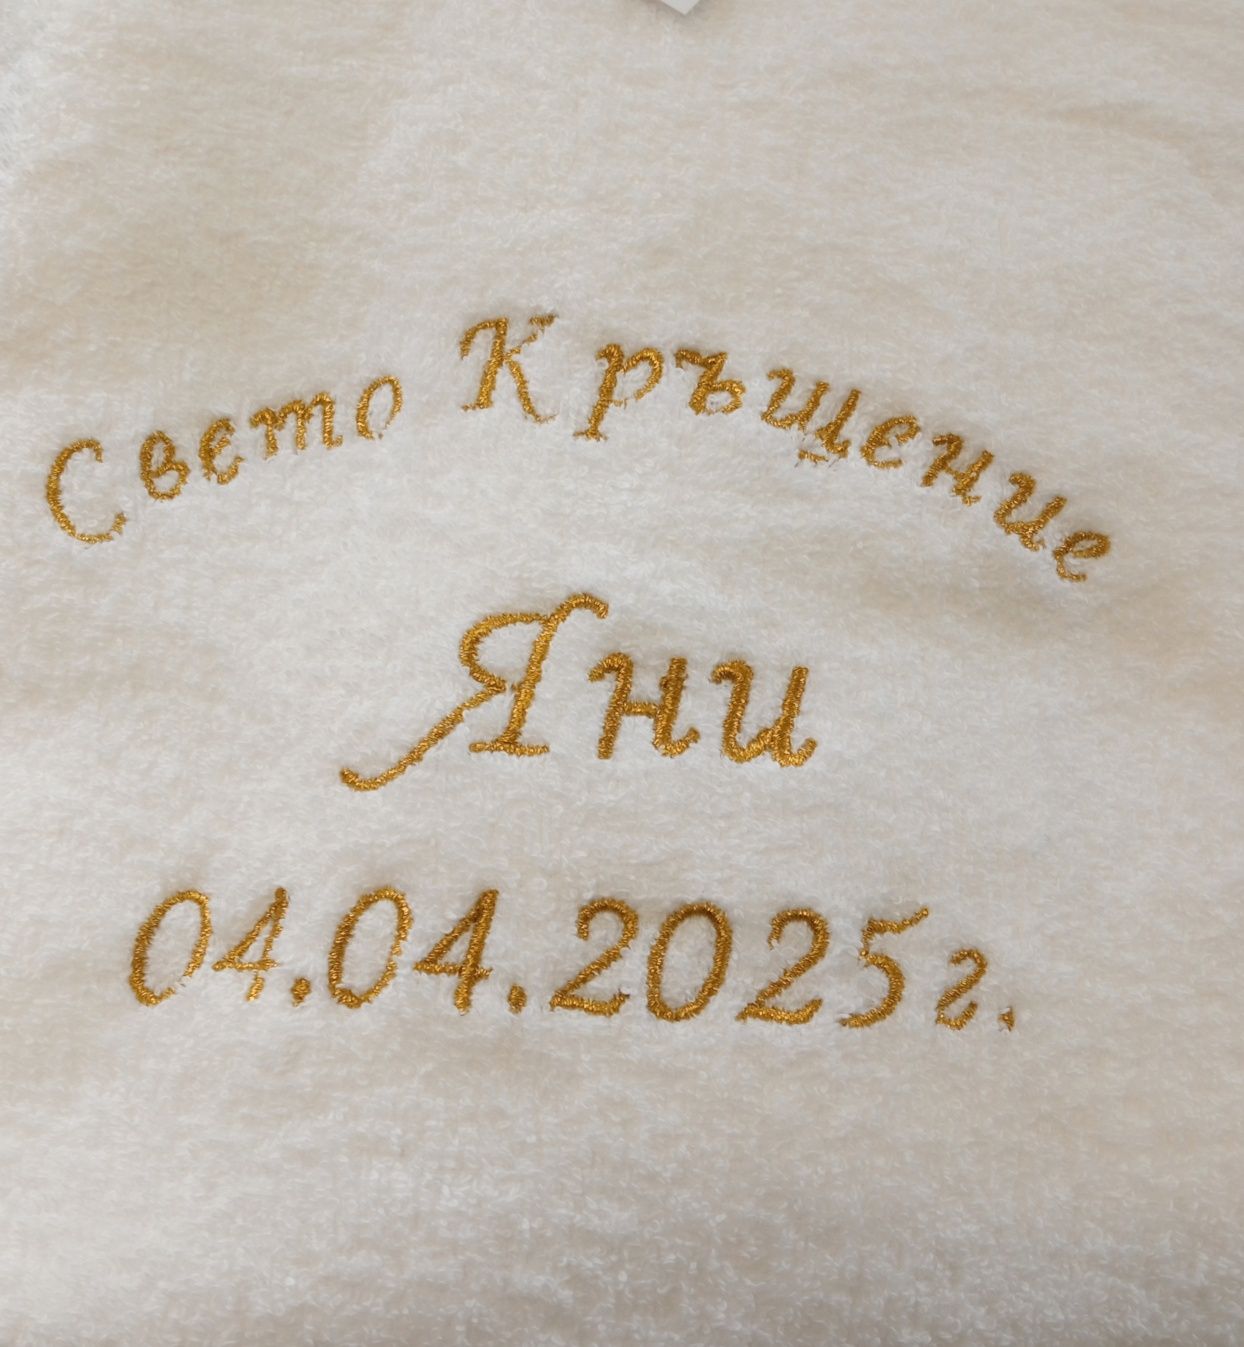 Свето Кръщение
Яни
04.04.2025г.